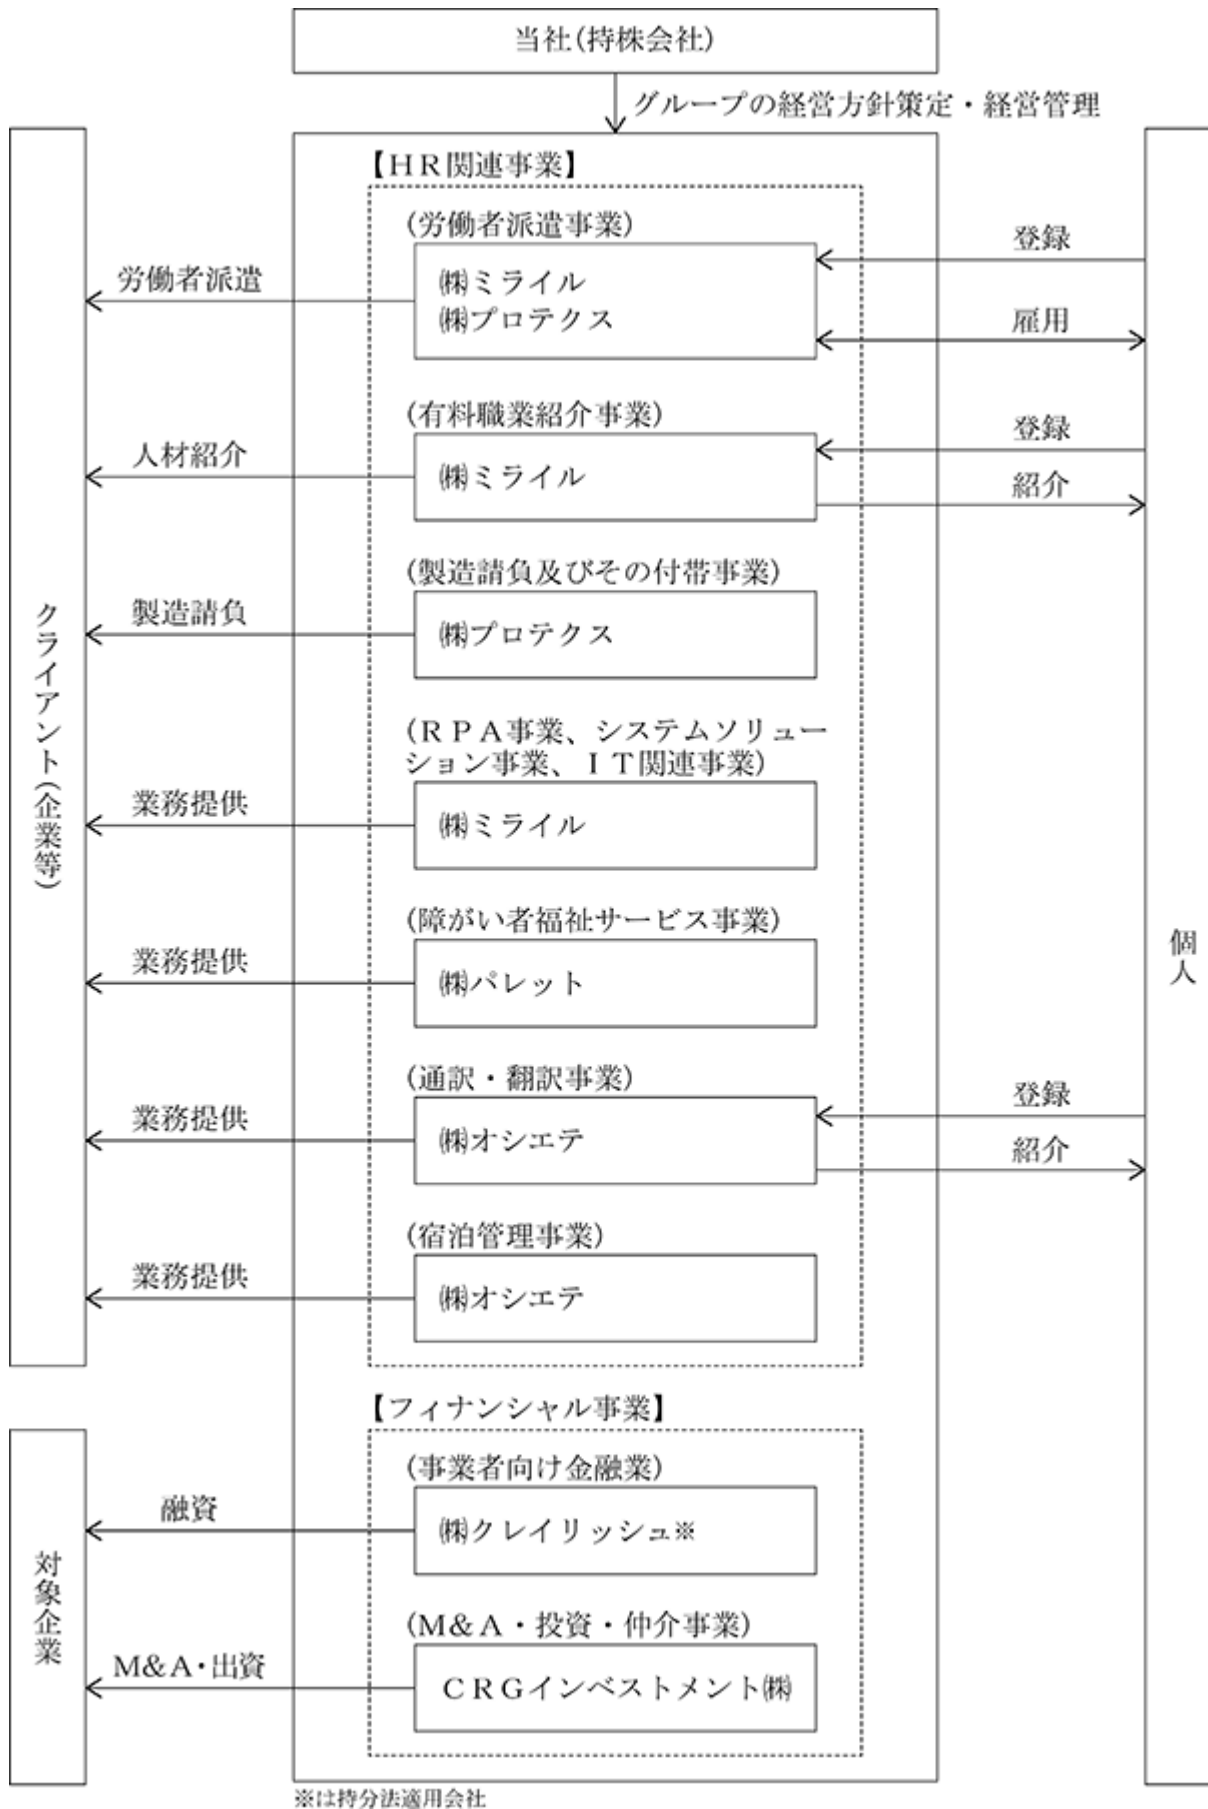 当社(持株会社)
グループの経営方針策定・経営管理
クライアント(企業等)
個人
【ＨＲ関連事業】
(労働者派遣事業)
労働者派遣
㈱ミライル
㈱プロテクス
登録
雇用
(有料職業紹介事業)
人材紹介
㈱ミライル
登録
紹介
(製造請負及びその付帯事業)
製造請負
㈱プロテクス
(ＲＰＡ事業、システムソリュー
ション事業、ＩＴ関連事業)
業務提供
㈱ミライル
(障がい者福祉サービス事業)
業務提供
㈱パレット
(通訳・翻訳事業)
業務提供
㈱オシエテ
登録
紹介
(宿泊管理事業)
業務提供
㈱オシエテ
【フィナンシャル事業】
対象企業
(事業者向け金融業)
融資
㈱クレイリッシュ※
(M＆A・投資・仲介事業)
M＆A・出資
ＣＲＧインベストメント㈱
※は持分法適用会社